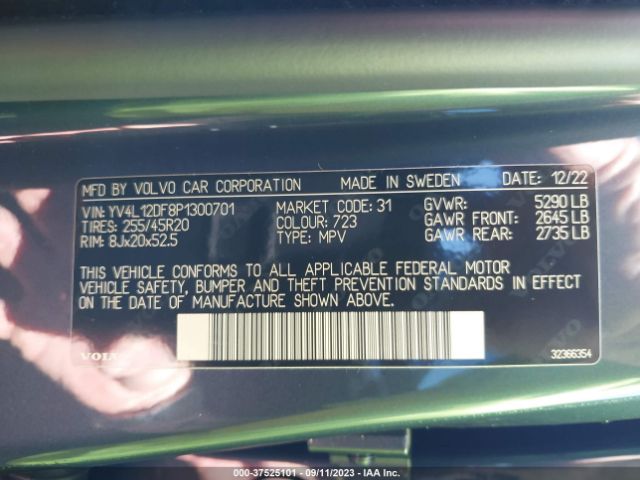 MFD BY VOLVO CAR CORPORATION MADE IN SWEDEN DATE: 12/22
VIN: YV4L12DF8P1300701 MARKET CODE: 31 GVWR: 5290 LB
TIRES: 255/45R20 COLOUR: 723 GAWR FRONT: 2645 LB
RIM: 8Jx20x52.5 TYPE: MPV GAWR REAR: 2735 LB
THIS VEHICLE CONFORMS TO ALL APPLICABLE FEDERAL MOTOR
VEHICLE SAFETY, BUMPER AND THEFT PREVENTION STANDARDS IN EFFECT
ON THE DATE OF MANUFACTURE SHOWN ABOVE.
VOLVO 32366354
000-37525101 - 09/11/2023 - IAA Inc.